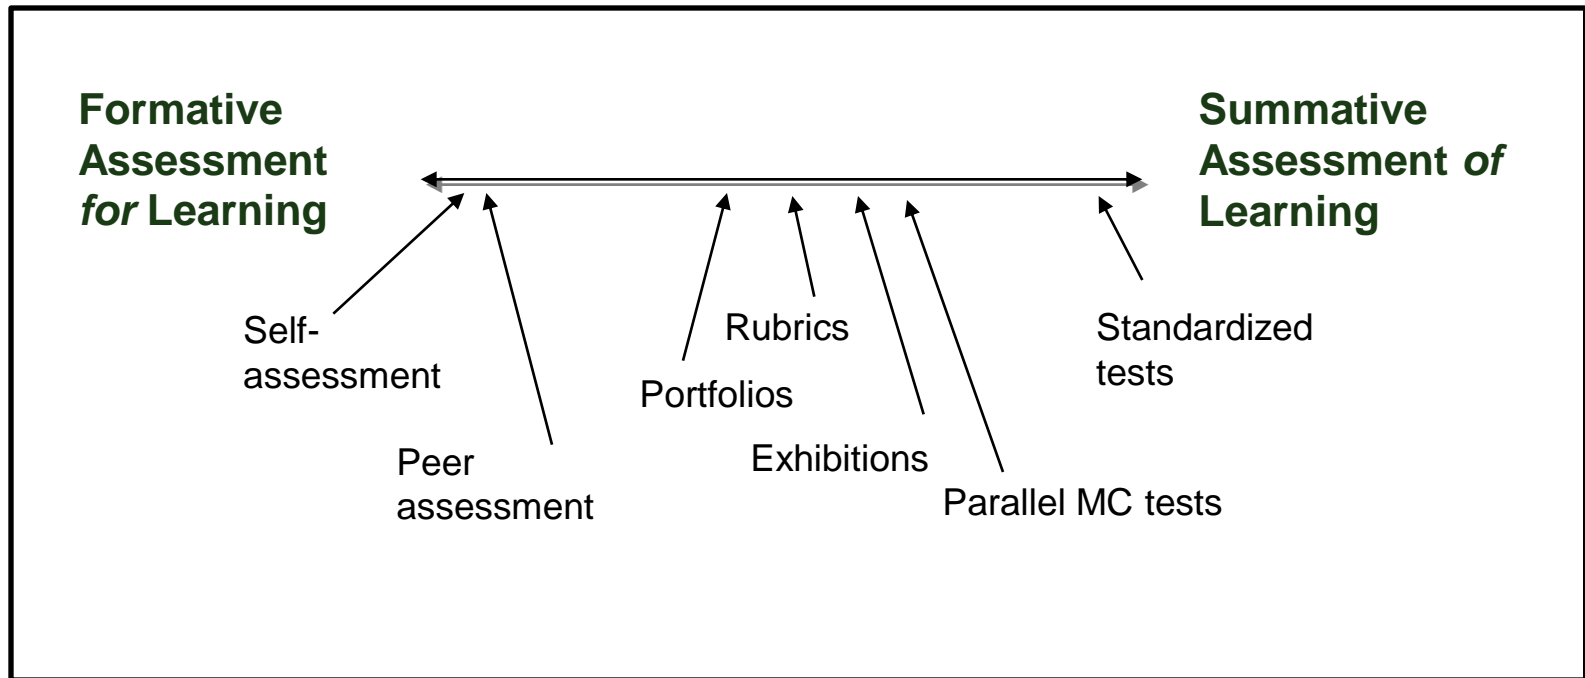 Formative
Assessment
for Learning
Summative
Assessment of
Learning
Self-
assessment
Peer
assessment
Portfolios
Rubrics
Exhibitions
Parallel MC tests
Standardized
tests